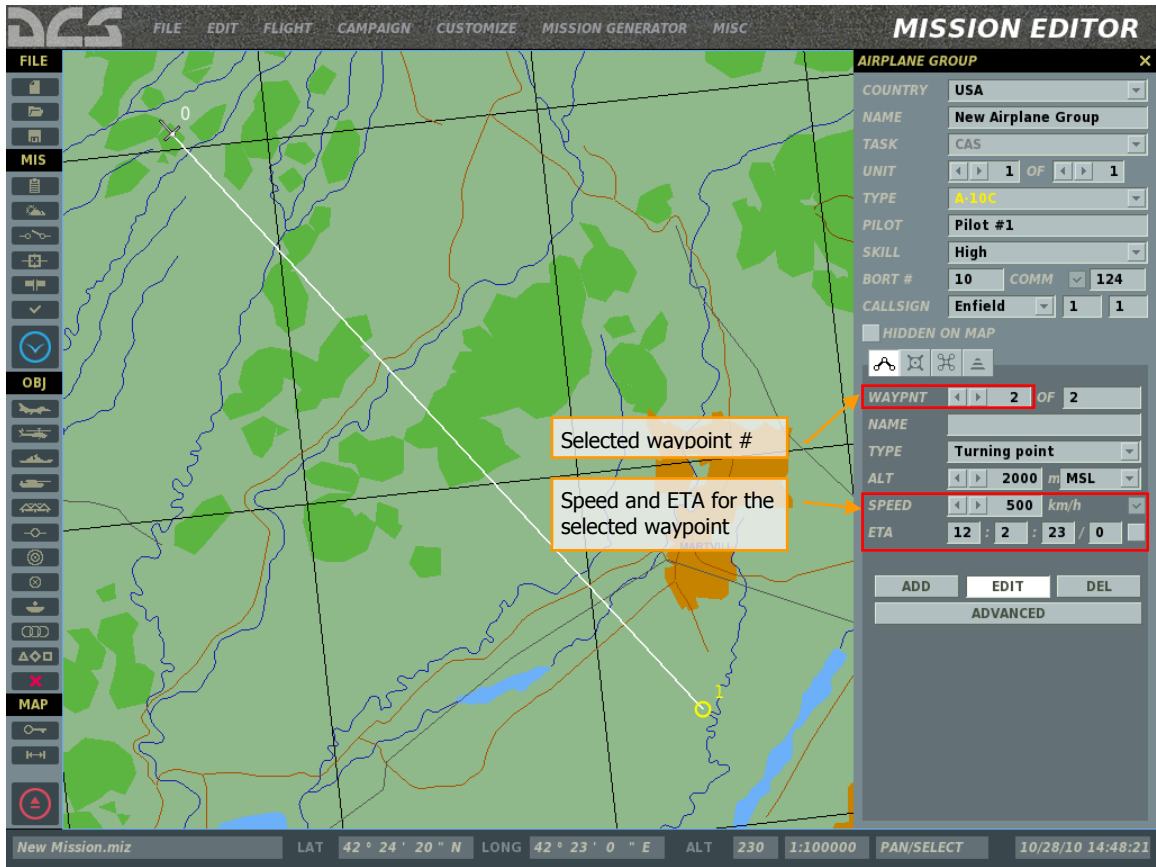 DCS
FILE EDIT FLIGHT CAMPAIGN CUSTOMIZE MISSION GENERATOR MISC
MISSION EDITOR
FILE
MIS
OBJ
MAP
0
1
Selected waypoint #
Speed and ETA for the
selected waypoint
AIRPLANE GROUP X
COUNTRY USA
NAME New Airplane Group
TASK CAS
UNIT 1 OF 1
TYPE A-10C
PILOT Pilot #1
SKILL High
BORT # 10 COMM 124
CALLSIGN Enfield 1 1
HIDDEN ON MAP
WAYPNT 2 OF 2
NAME
TYPE Turning point
ALT 2000 m MSL
SPEED 500 km/h
ETA 12 : 2 : 23 / 0
ADD EDIT DEL
ADVANCED
New Mission.miz LAT 42 ° 24 ' 20 " N LONG 42 ° 23 ' 0 " E ALT 230 1:100000 PAN/SELECT 10/28/10 14:48:21